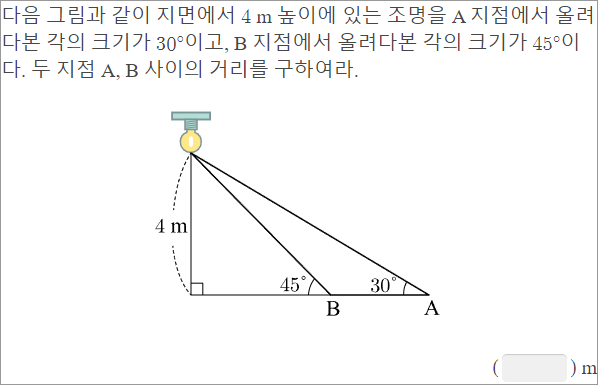 다음 그림과 같이 지면에서 4 m 높이에 있는 조명을 A 지점에서 올려
다본 각의 크기가 30°이고, B 지점에서 올려다본 각의 크기가 45°이
다. 두 지점 A, B 사이의 거리를 구하여라.
4 m
45°
30°
B
A
( ) m